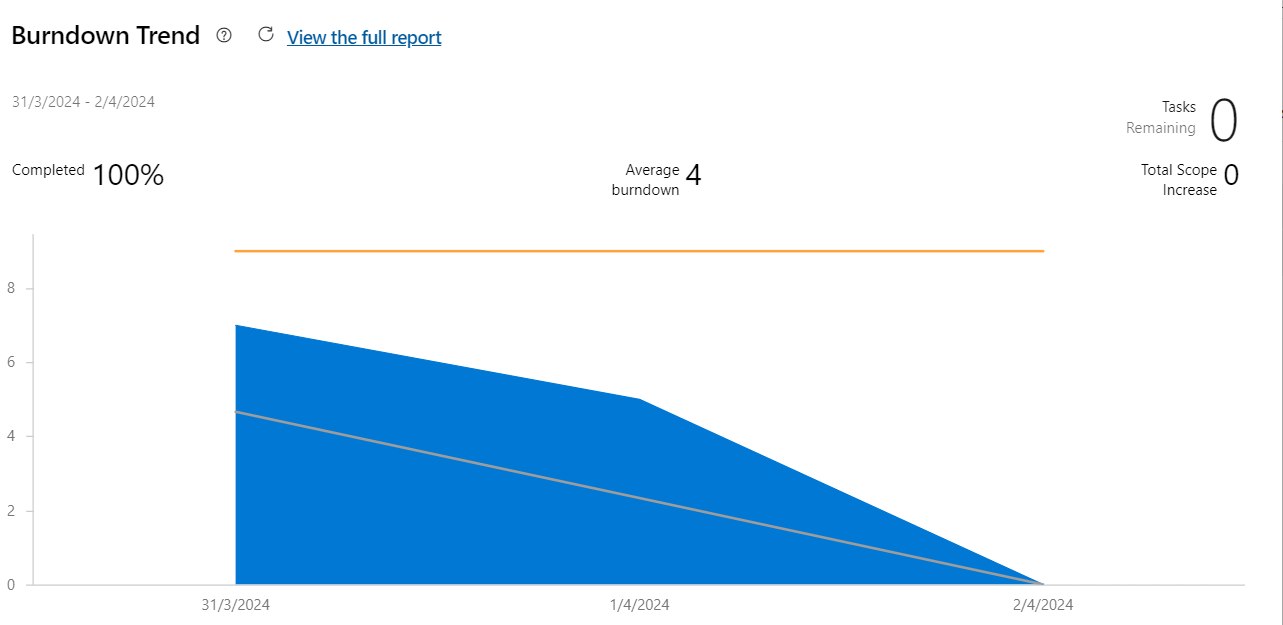 Burndown Trend
View the full report
31/3/2024 - 2/4/2024
Tasks
Remaining
0
Completed 100%
Average
burndown
4
Total Scope
Increase
0
8
6
4
2
0
31/3/2024
1/4/2024
2/4/2024